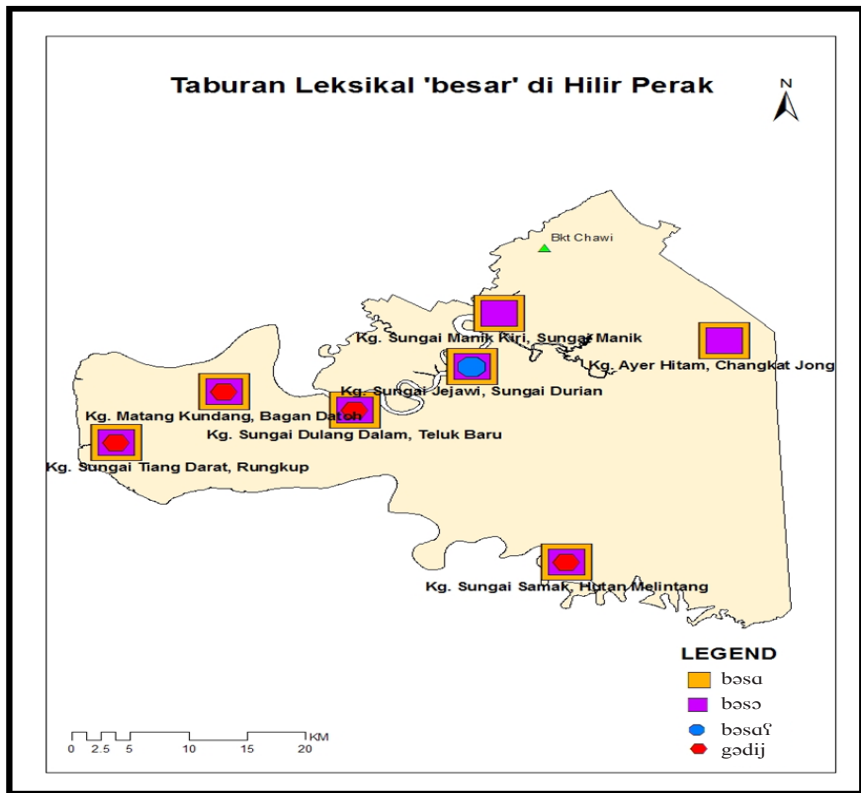 Taburan Leksikal 'besar' di Hilir Perak
N
Bkt Chawi
Kg. Sungai Manik Kiri, Sungai Manik
Kg. Ayer Hitam, Changkat Jong
Kg. Sungai Jejawi, Sungai Durian
Kg. Matang Kundang, Bagan Datoh
Kg. Sungai Dulang Dalam, Teluk Baru
Kg. Sungai Tiang Darat, Rungkup
Kg. Sungai Samak, Hutan Melintang
LEGEND
bəsɑ
bəsɔ
bəsɑʕ
gədij
KM
0 2.5 5 10 15 20